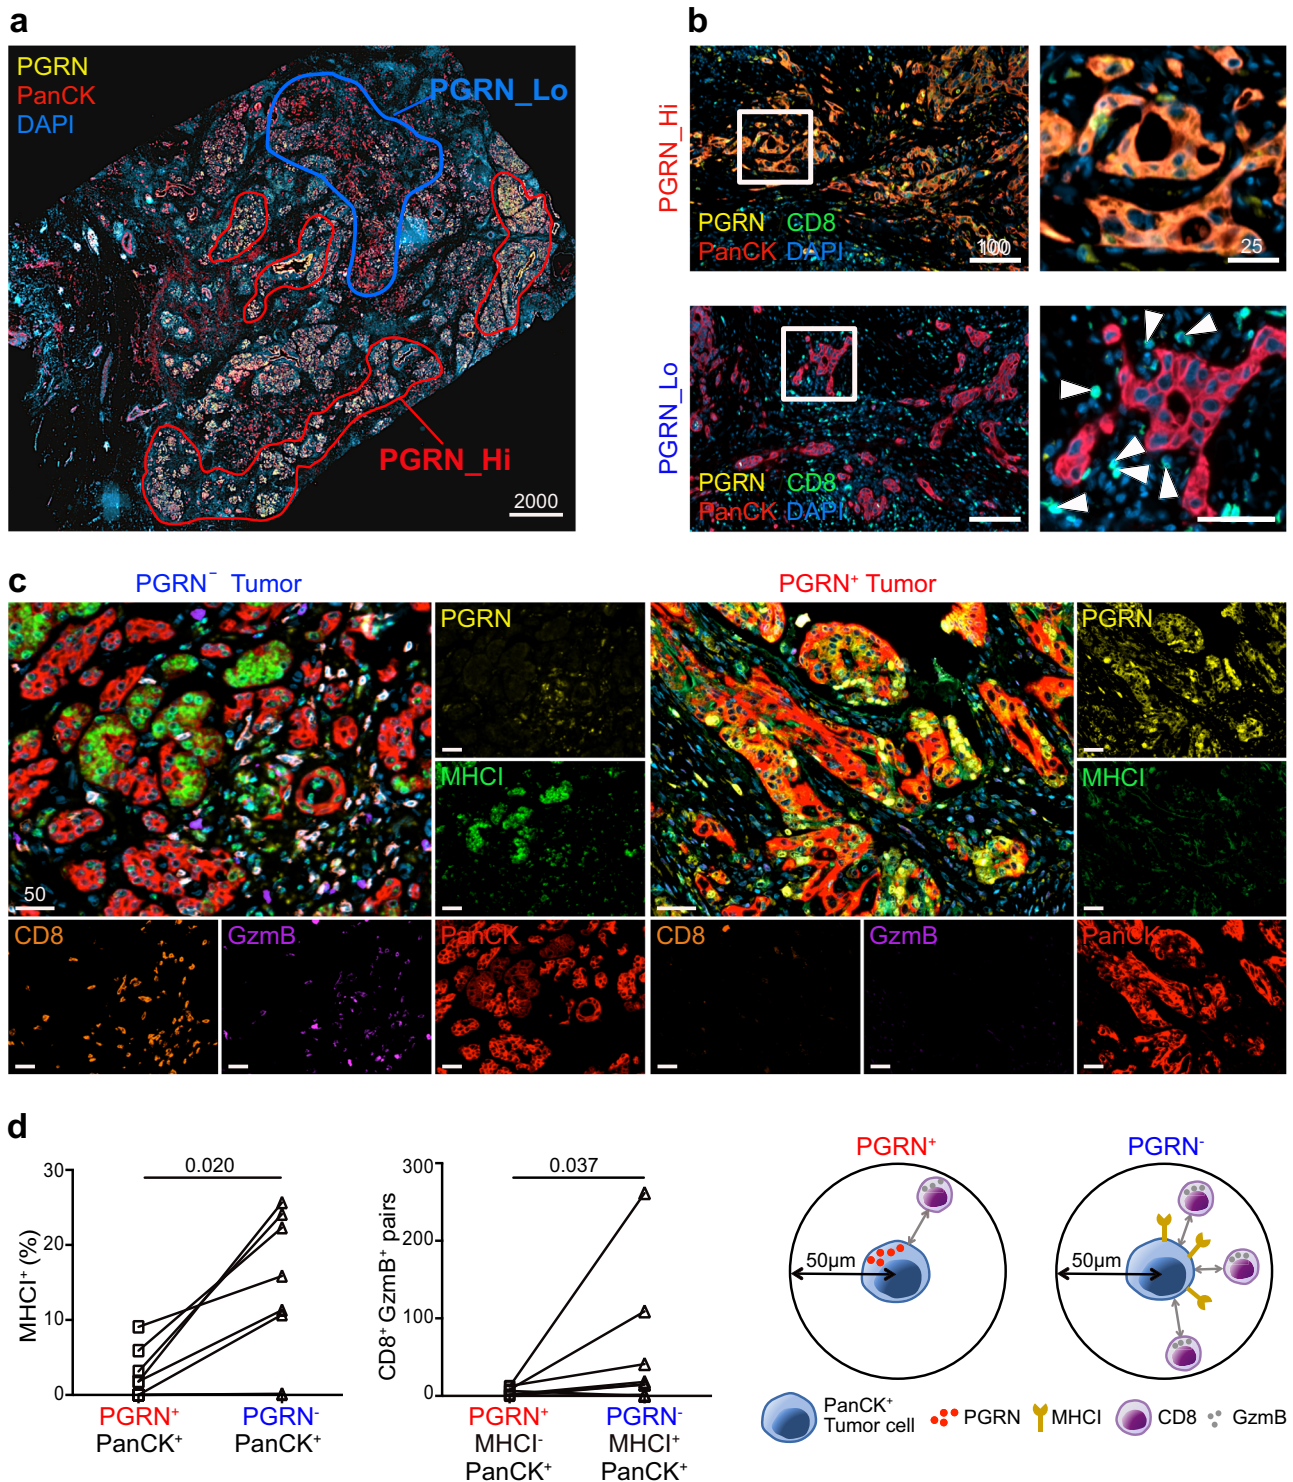 a
PGRN
PanCK
DAPI
PGRN_Lo
PGRN_Hi
2000
b
PGRN_Hi
PGRN CD8
PanCK DAPI
100
25
PGRN_Lo
PGRN CD8
PanCK DAPI
c
PGRN⁻ Tumor
PGRN⁺ Tumor
50
PGRN
MHCI
CD8
GzmB
PanCK
PGRN
MHCI
CD8
GzmB
PanCK
d
MHCI⁺ (%)
30
20
10
0
0.020
PGRN⁺
PanCK⁺
PGRN⁻
PanCK⁺
CD8⁺ GzmB⁺ pairs
300
200
100
0
0.037
PGRN⁺
MHCI⁻
PanCK⁺
PGRN⁻
MHCI⁺
PanCK⁺
PGRN⁺
50µm
PGRN⁻
50µm
PanCK⁺
Tumor cell
PGRN
MHCI
CD8
GzmB